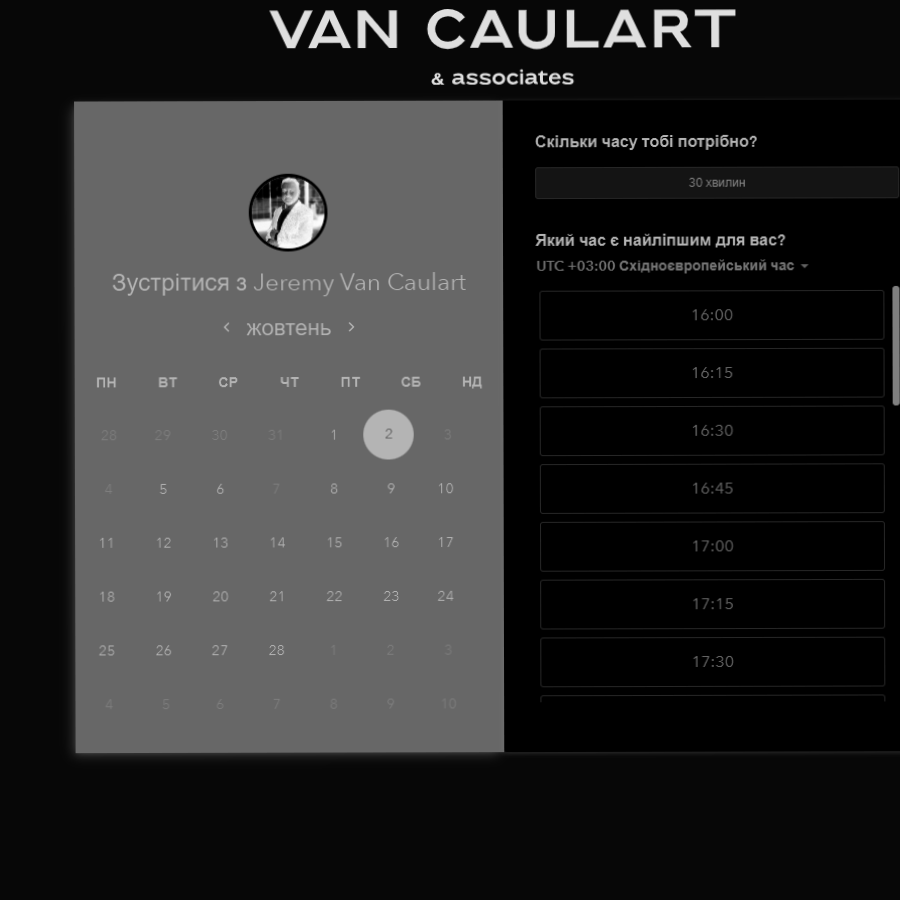 VAN CAULART
& associates
Зустрітися з Jeremy Van Caulart
жовтень
ПН ВТ СР ЧТ ПТ СБ НД
28 29 30 31 1 2 3
4 5 6 7 8 9 10
11 12 13 14 15 16 17
18 19 20 21 22 23 24
25 26 27 28 1 2 3
4 5 6 7 8 9 10
Скільки часу тобі потрібно?
30 хвилин
Який час є найліпшим для вас?
UTC +03:00 Східноєвропейський час
16:00
16:15
16:30
16:45
17:00
17:15
17:30